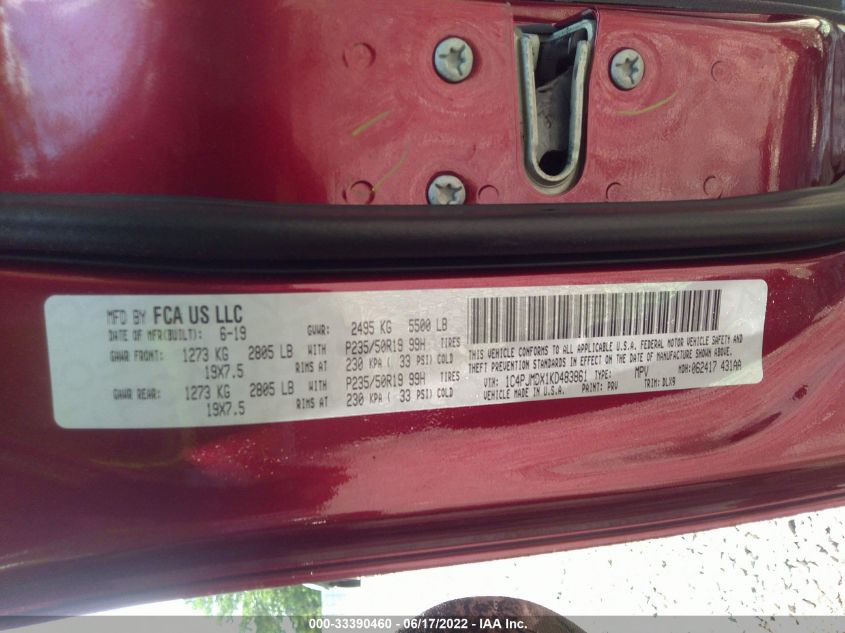 MFD BY FCA US LLC
DATE OF MFR(BUILT): 6-19 GVWR: 2495 KG 5500 LB
GAWR FRONT: 1273 KG 2805 LB WITH P235/50R19 99H TIRES
19X7.5 RIMS AT 230 KPA ( 33 PSI) COLD
GAWR REAR: 1273 KG 2805 LB WITH P235/50R19 99H TIRES
19X7.5 RIMS AT 230 KPA ( 33 PSI) COLD
THIS VEHICLE CONFORMS TO ALL APPLICABLE U.S.A. FEDERAL MOTOR VEHICLE SAFETY AND
THEFT PREVENTION STANDARDS IN EFFECT ON THE DATE OF MANUFACTURE SHOWN ABOVE.
VIN: 1C4PJMDX1KD483961 TYPE: MPV MDH:062417 431AA
VEHICLE MADE IN U.S.A. PAINT: PRV TRIM: DLX9
000-33390460 - 06/17/2022 - IAA Inc.